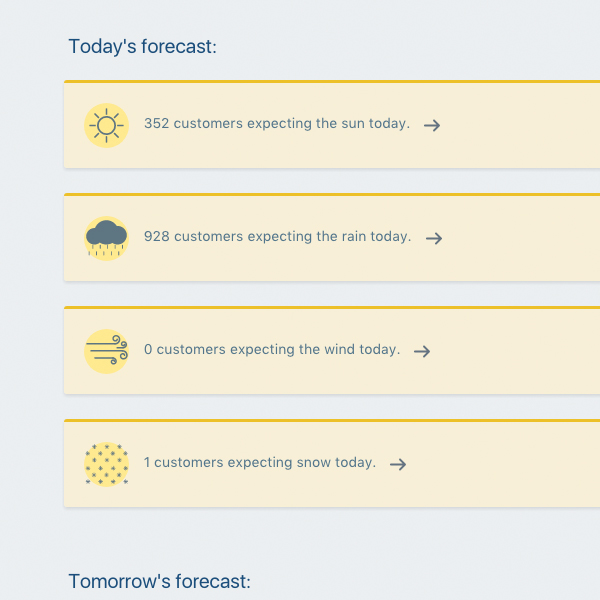 Today's forecast:
352 customers expecting the sun today.
928 customers expecting the rain today.
0 customers expecting the wind today.
1 customers expecting snow today.
Tomorrow's forecast: